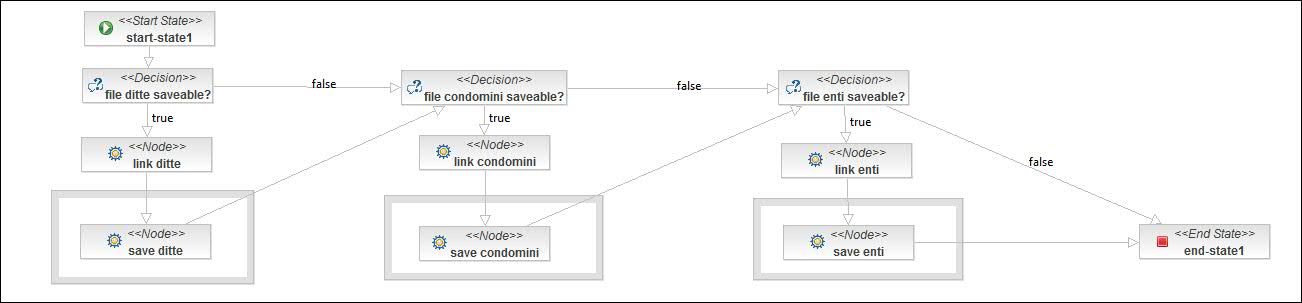 <<Start State>>
start-state1
<<Decision>>
file ditte saveable?
false
<<Decision>>
file condomini saveable?
false
<<Decision>>
file enti saveable?
true
true
true
false
<<Node>>
link ditte
<<Node>>
link condomini
<<Node>>
link enti
<<Node>>
save ditte
<<Node>>
save condomini
<<Node>>
save enti
<<End State>>
end-state1